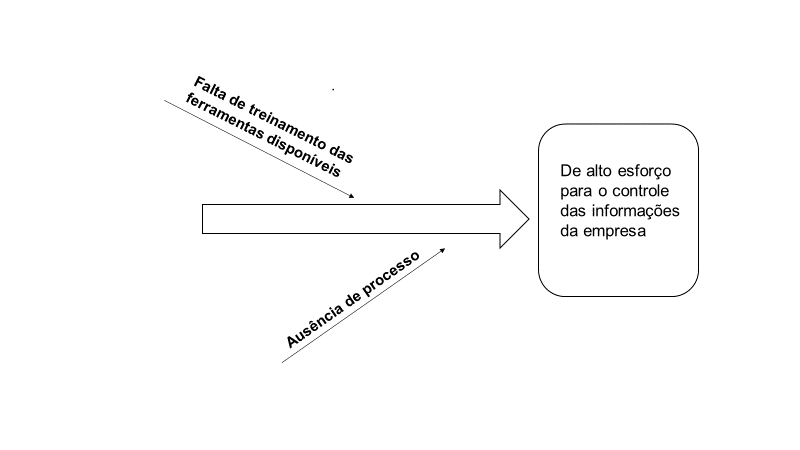 Falta de treinamento das
ferramentas disponíveis
De alto esforço
para o controle
das informações
da empresa
Ausência de processo